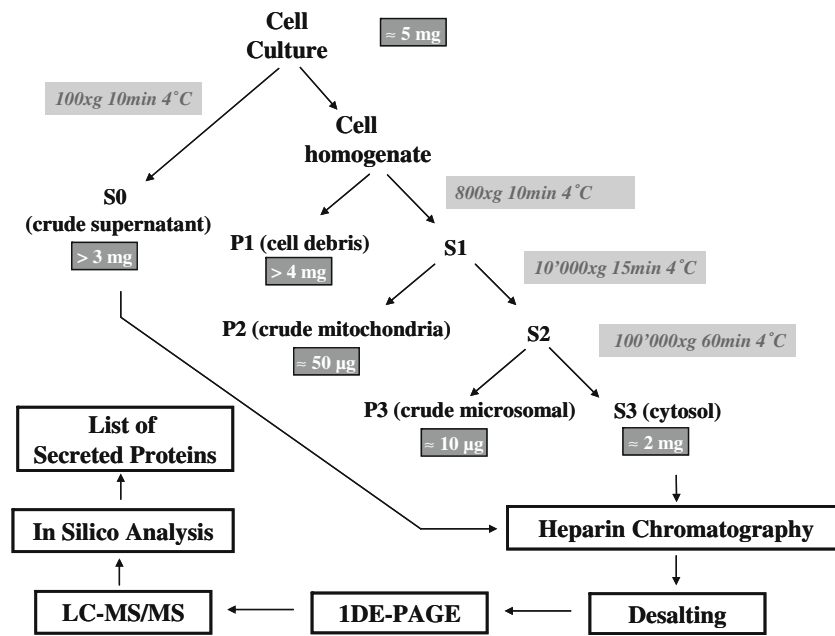 Cell
Culture
≈ 5 mg
100xg 10min 4˚C
Cell
homogenate
800xg 10min 4˚C
S0
(crude supernatant)
> 3 mg
P1 (cell debris)
> 4 mg
S1
10’000xg 15min 4˚C
P2 (crude mitochondria)
≈ 50 µg
S2
100’000xg 60min 4˚C
P3 (crude microsomal)
≈ 10 µg
S3 (cytosol)
≈ 2 mg
List of
Secreted Proteins
In Silico Analysis
Heparin Chromatography
LC-MS/MS
1DE-PAGE
Desalting